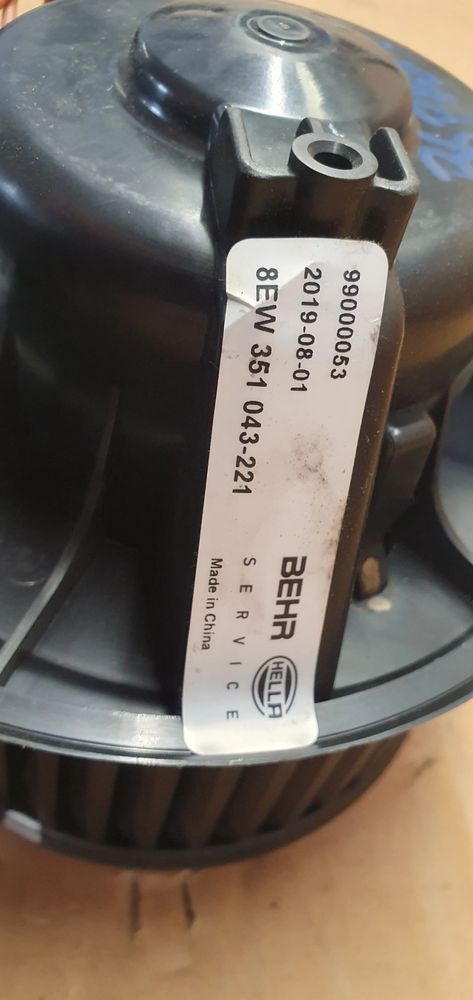 99000053
2019-08-01
8EW 351 043-221
BEHR
HELLA
SERVICE
Made in China